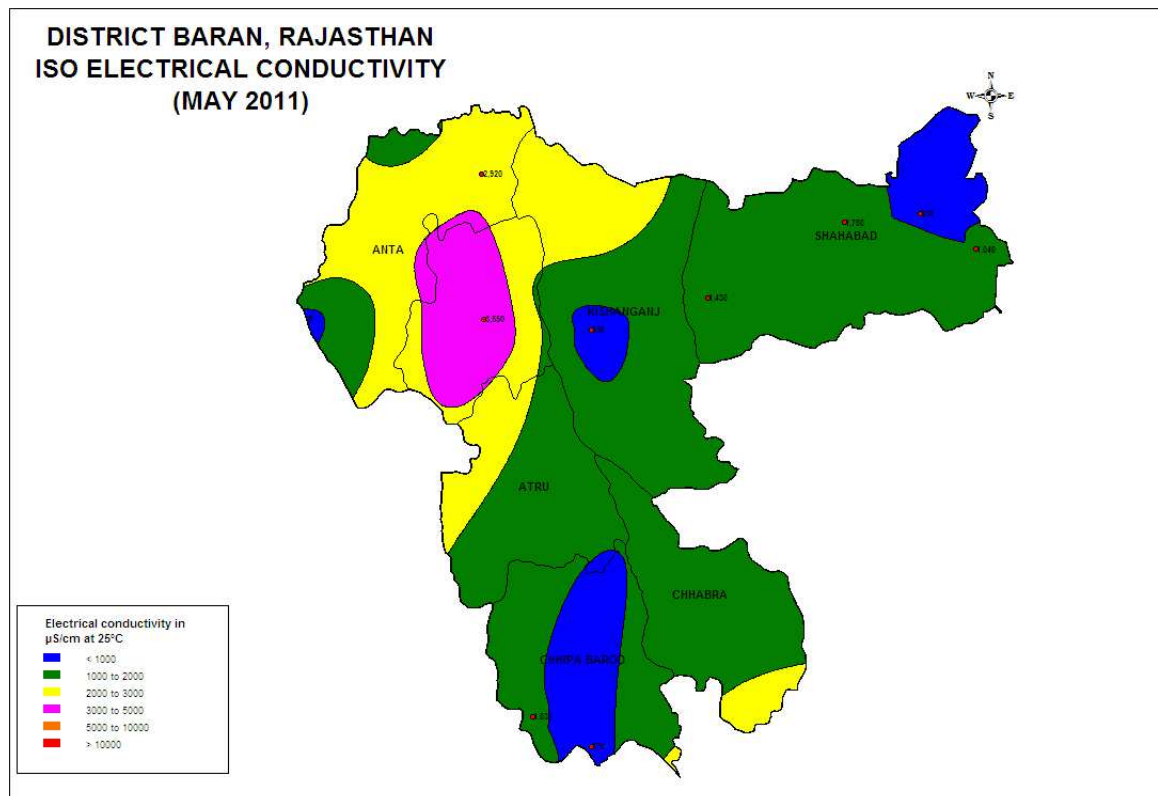 DISTRICT BARAN, RAJASTHAN
ISO ELECTRICAL CONDUCTIVITY
(MAY 2011)
N
W E
S
2,920
ANTA
SHAHABAD
KISHANGANJ
ATRU
CHHABRA
CHHIPA BAROD
Electrical conductivity in
µS/cm at 25°C
< 1000
1000 to 2000
2000 to 3000
3000 to 5000
5000 to 10000
> 10000